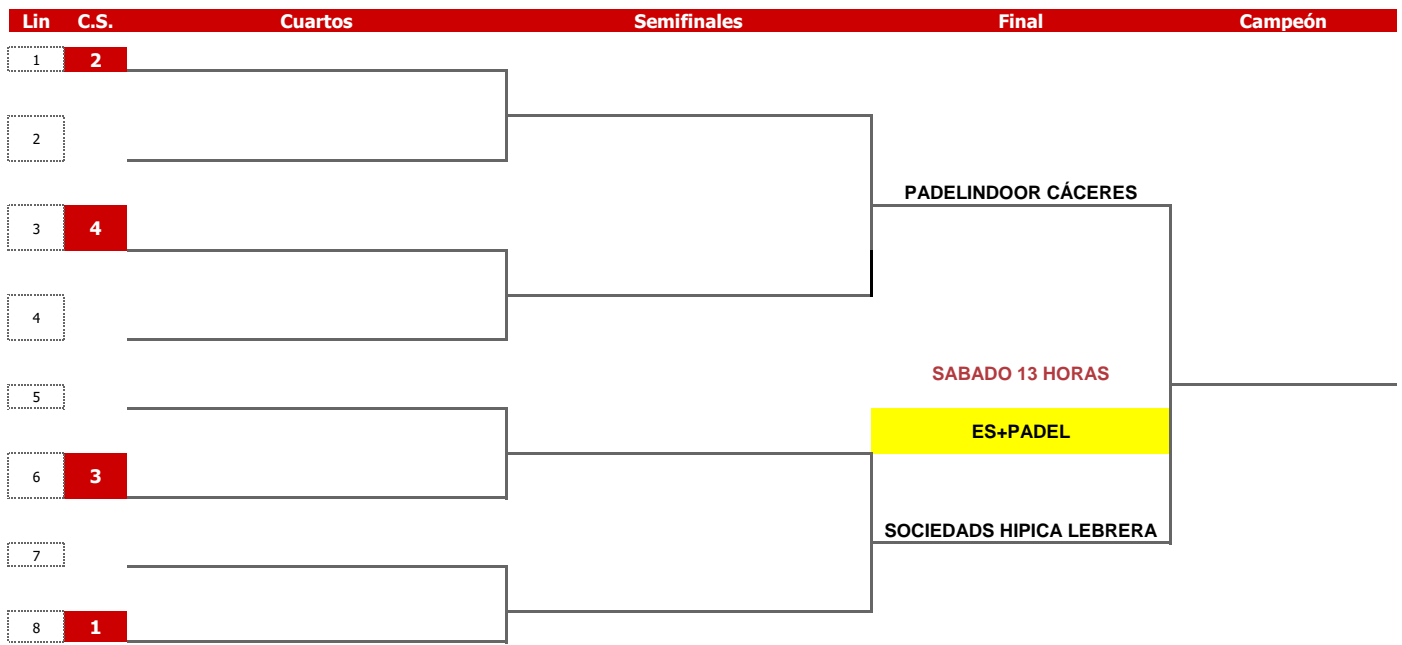 Lin C.S. Cuartos Semifinales Final Campeón
1 2
2
PADELINDOOR CÁCERES
3 4
4
SABADO 13 HORAS
5
ES+PADEL
6 3
SOCIEDADS HIPICA LEBRERA
7
8 1